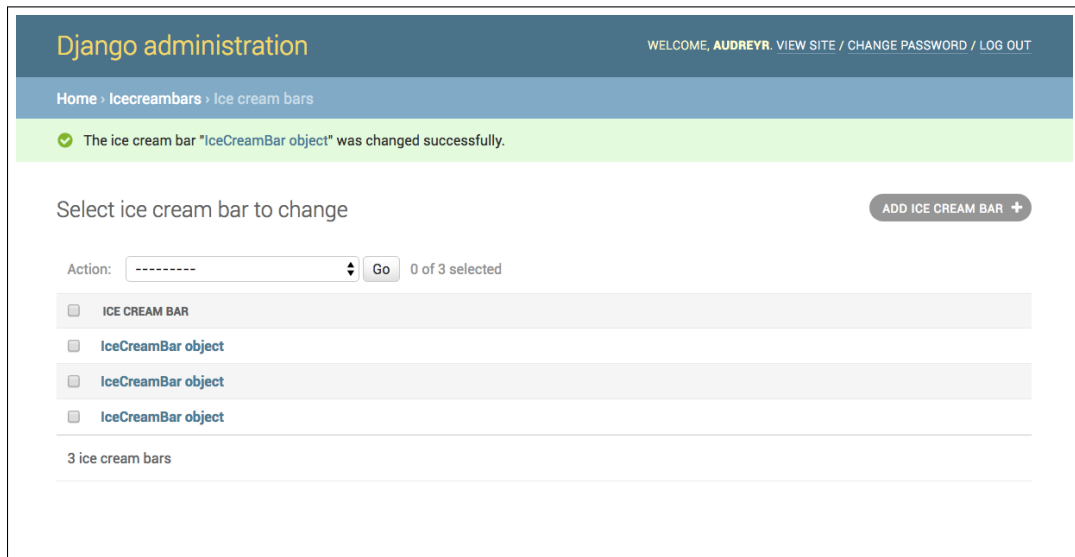 Django administration
WELCOME, AUDREYR. VIEW SITE / CHANGE PASSWORD / LOG OUT
Home › Icecreambars › Ice cream bars
The ice cream bar "IceCreamBar object" was changed successfully.
Select ice cream bar to change
ADD ICE CREAM BAR +
Action: --------- Go 0 of 3 selected
ICE CREAM BAR
IceCreamBar object
IceCreamBar object
IceCreamBar object
3 ice cream bars